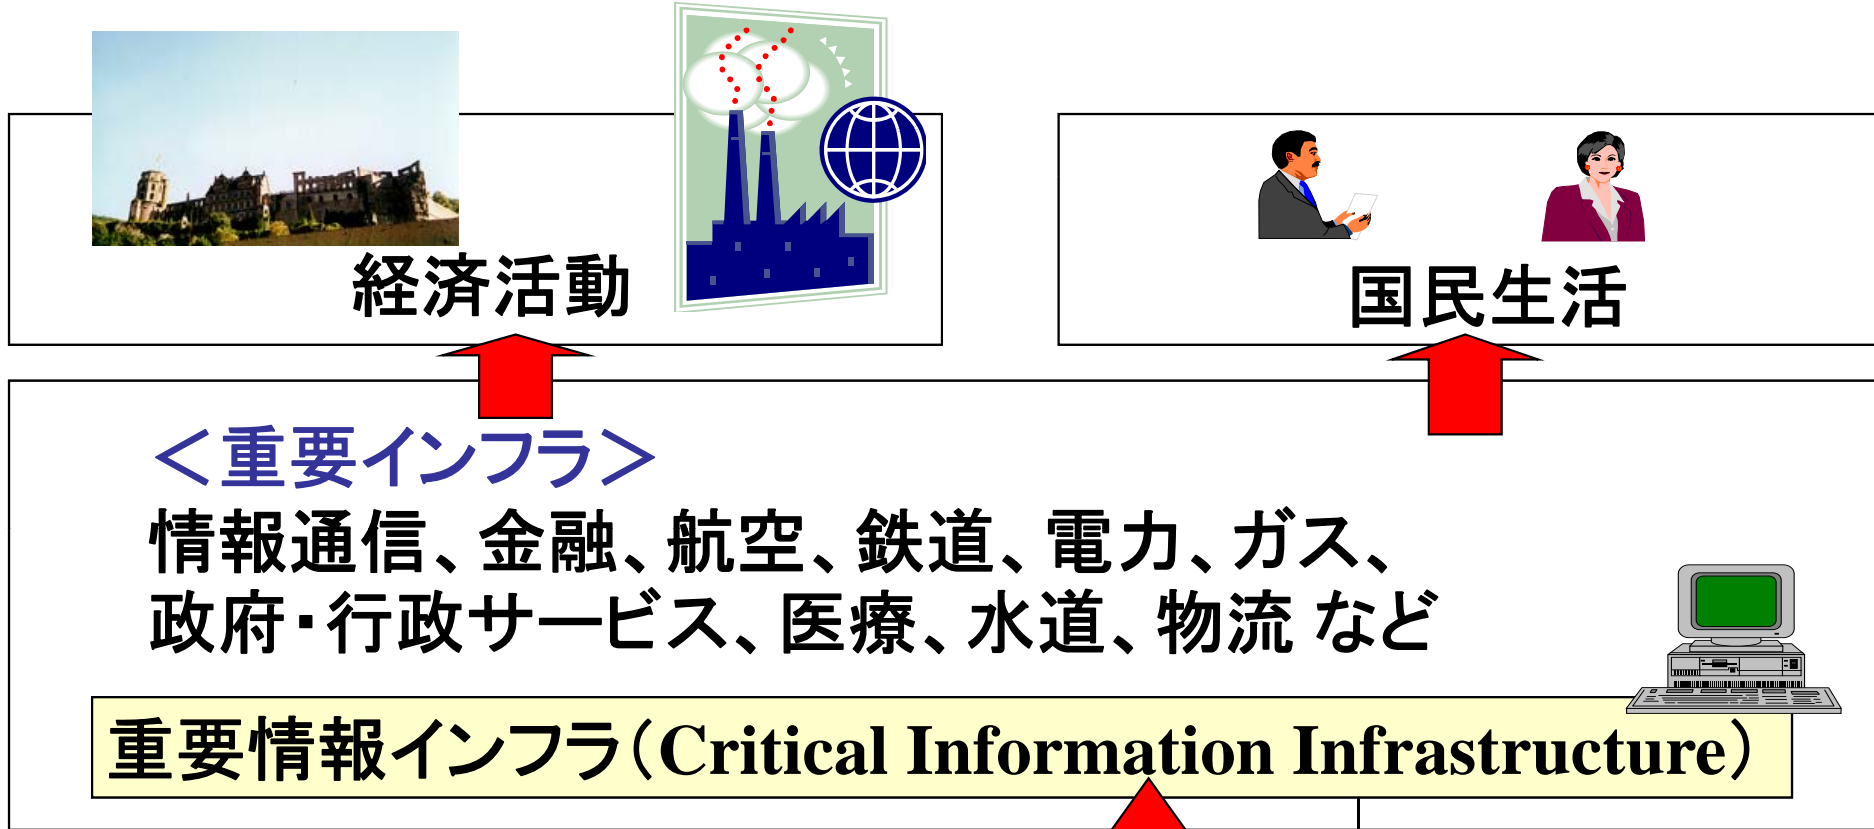 経済活動
国民生活
＜重要インフラ＞
情報通信、金融、航空、鉄道、電力、ガス、
政府・行政サービス、医療、水道、物流 など
重要情報インフラ（Critical Information Infrastructure）